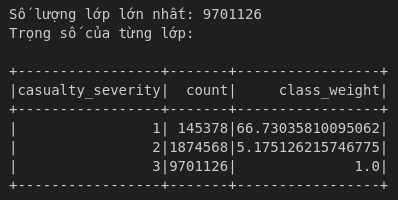 Số lượng lớp lớn nhất: 9701126
Trọng số của từng lớp:
+-----------------+-------+-----------------+
|casualty_severity|  count|     class_weight|
+-----------------+-------+-----------------+
|                1| 145378|66.73035810095062|
|                2|1874568|5.175126215746775|
|                3|9701126|              1.0|
+-----------------+-------+-----------------+